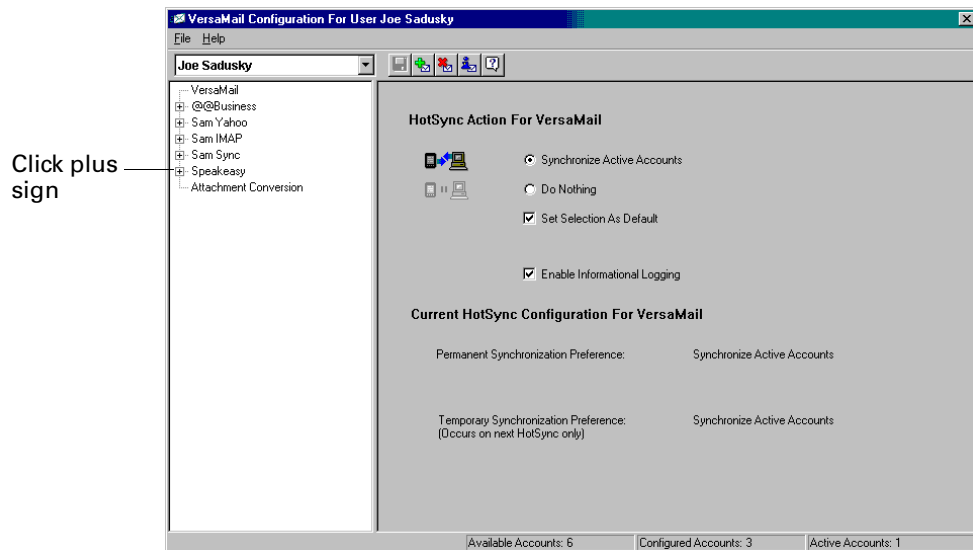 VersaMail Configuration For User Joe Sadusky
File Help
Joe Sadusky
VersaMail
@@Business
Sam Yahoo
Sam IMAP
Sam Sync
Speakeasy
Attachment Conversion
Click plus
sign
HotSync Action For VersaMail
Synchronize Active Accounts
Do Nothing
Set Selection As Default
Enable Informational Logging
Current HotSync Configuration For VersaMail
Permanent Synchronization Preference: Synchronize Active Accounts
Temporary Synchronization Preference: Synchronize Active Accounts
(Occurs on next HotSync only)
Available Accounts: 6 Configured Accounts: 3 Active Accounts: 1